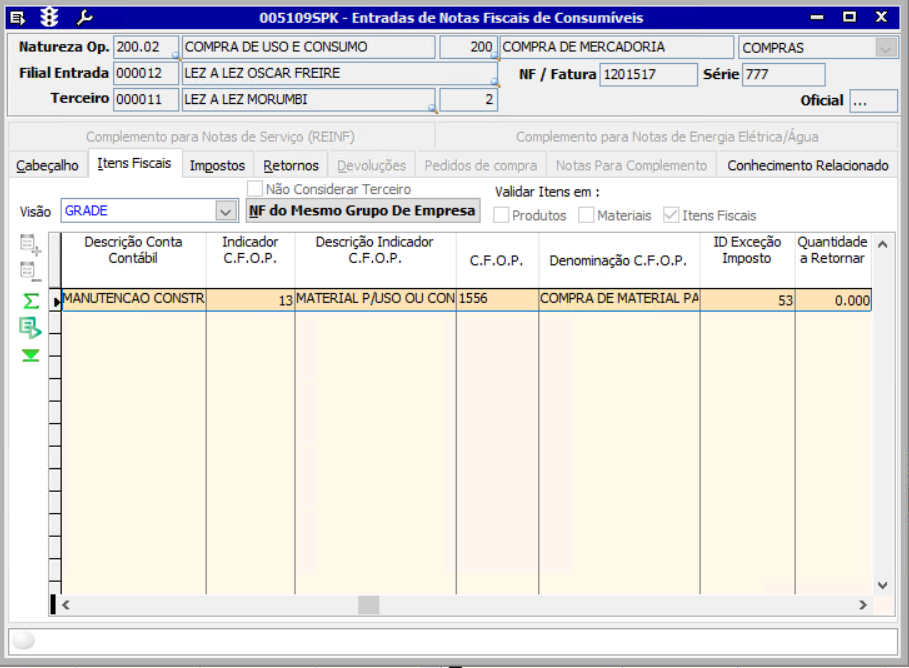 005109SPK - Entradas de Notas Fiscais de Consumíveis
Natureza Op. 200.02 COMPRA DE USO E CONSUMO 200 COMPRA DE MERCADORIA COMPRAS
Filial Entrada 000012 LEZ A LEZ OSCAR FREIRE NF / Fatura 1201517 Série 777
Terceiro 000011 LEZ A LEZ MORUMBI 2 Oficial ...
Complemento para Notas de Serviço (REINF) Complemento para Notas de Energia Elétrica/Água
Cabeçalho Itens Fiscais Impostos Retornos Devoluções Pedidos de compra Notas Para Complemento Conhecimento Relacionado
Não Considerar Terceiro Validar Itens em :
Visão GRADE NF do Mesmo Grupo De Empresa Produtos Materiais Itens Fiscais
Descrição Conta Indicador Descrição Indicador ID Exceção Quantidade
Contábil C.F.O.P. C.F.O.P. C.F.O.P. Denominação C.F.O.P. Imposto a Retornar
MANUTENCAO CONSTR 13 MATERIAL P/USO OU CON 1556 COMPRA DE MATERIAL PA 53 0.000